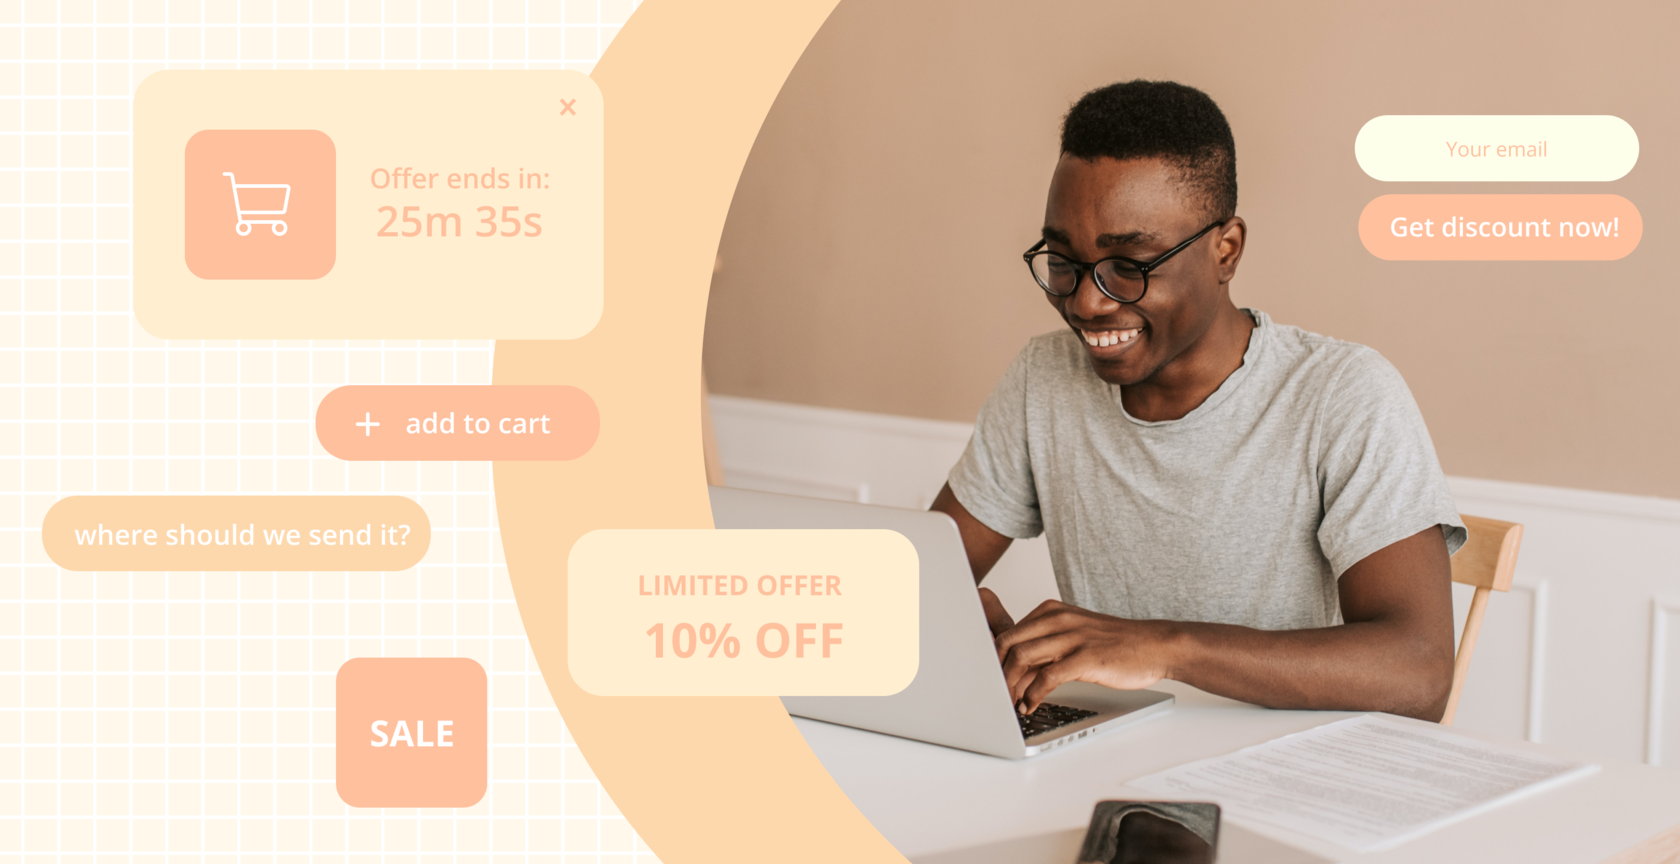 Offer ends in:
25m 35s
add to cart
where should we send it?
SALE
LIMITED OFFER
10% OFF
Your email
Get discount now!